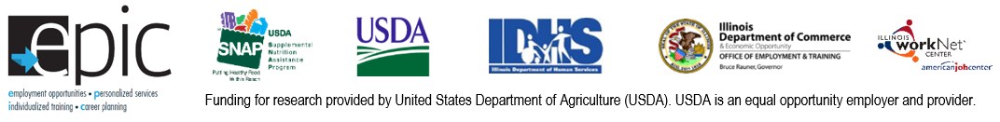 epic
employment opportunities • personalized services
individualized training • career planning
SNAP
USDA
Supplemental
Nutrition
Assistance
Program
Putting Healthy Food
Within Reach
USDA
IDHS
Illinois Department of Human Services
Illinois
Department of Commerce
& Economic Opportunity
OFFICE OF EMPLOYMENT & TRAINING
Bruce Rauner, Governor
ILLINOIS
workNet
CENTER
americanjobcenter
Funding for research provided by United States Department of Agriculture (USDA). USDA is an equal opportunity employer and provider.